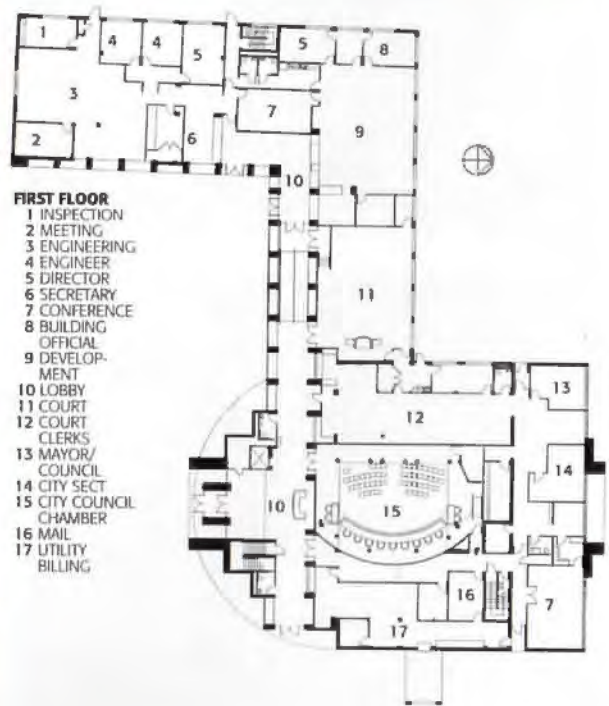 1
4
4
5
5
8
3
7
9
2
6
10
FIRST FLOOR
1 INSPECTION
2 MEETING
3 ENGINEERING
4 ENGINEER
5 DIRECTOR
6 SECRETARY
7 CONFERENCE
8 BUILDING
OFFICIAL
9 DEVELOP-
MENT
10 LOBBY
11 COURT
12 COURT
CLERKS
13 MAYOR/
COUNCIL
14 CITY SECT
15 CITY COUNCIL
CHAMBER
16 MAIL
17 UTILITY
BILLING
11
13
12
14
10
15
16
7
17